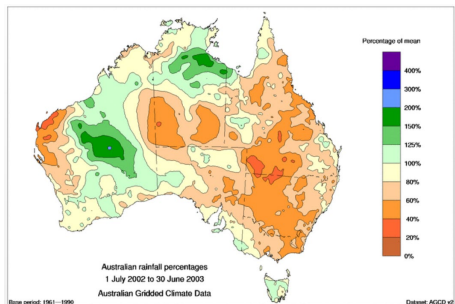 Percentage of mean
400%
300%
200%
150%
125%
100%
80%
60%
40%
20%
0%
Australian rainfall percentages
1 July 2002 to 30 June 2003
Australian Gridded Climate Data
Base period: 1961—1990
Dataset: AGCD v2